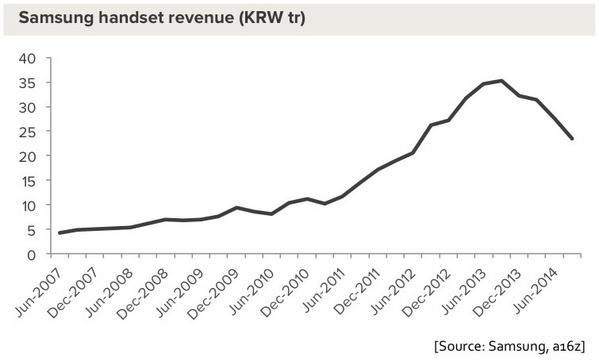 Samsung handset revenue (KRW tr)
40
35
30
25
20
15
10
5
0
Jun-2007
Dec-2007
Jun-2008
Dec-2008
Jun-2009
Dec-2009
Jun-2010
Dec-2010
Jun-2011
Dec-2011
Jun-2012
Dec-2012
Jun-2013
Dec-2013
Jun-2014
[Source: Samsung, a16z]